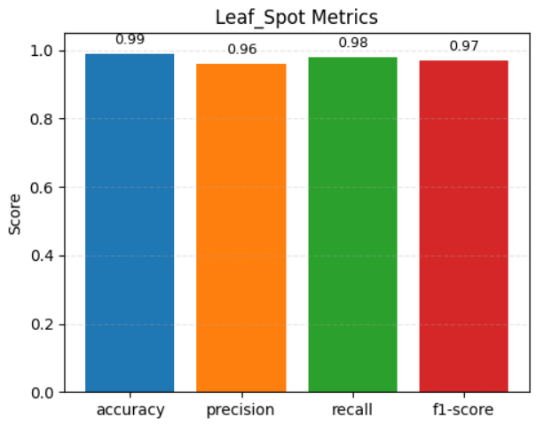 Leaf_Spot Metrics
0.99
0.96
0.98
0.97
1.0
0.8
0.6
0.4
0.2
0.0
Score
accuracy
precision
recall
f1-score